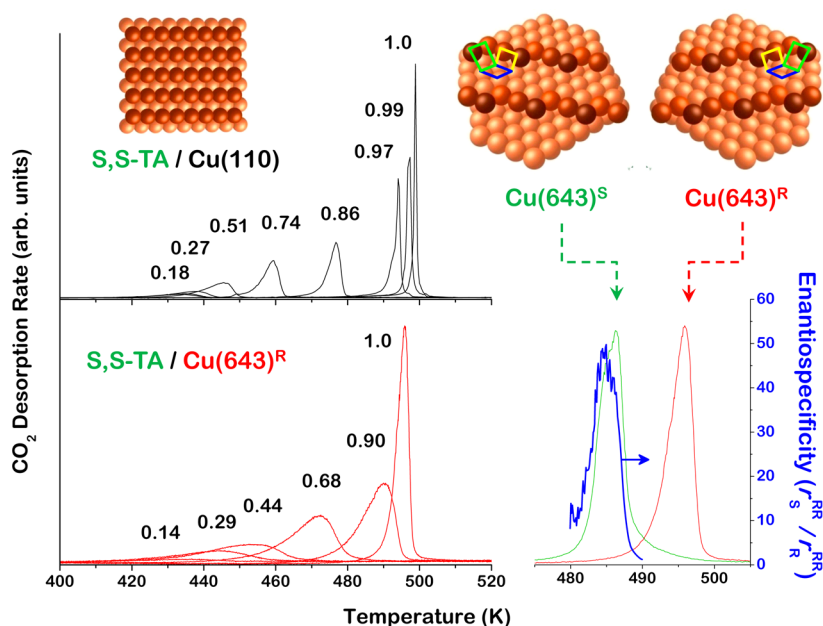 S,S-TA / Cu(110)
0.18
0.27
0.51
0.74
0.86
0.97
0.99
1.0
S,S-TA / Cu(643)R
0.14
0.29
0.44
0.68
0.90
1.0
CO2 Desorption Rate (arb. units)
400 420 440 460 480 500 520
Temperature (K)
Cu(643)S
Cu(643)R
60
50
40
30
20
10
0
480 490 500
Enantiospecificity (rSRR/rRRR)